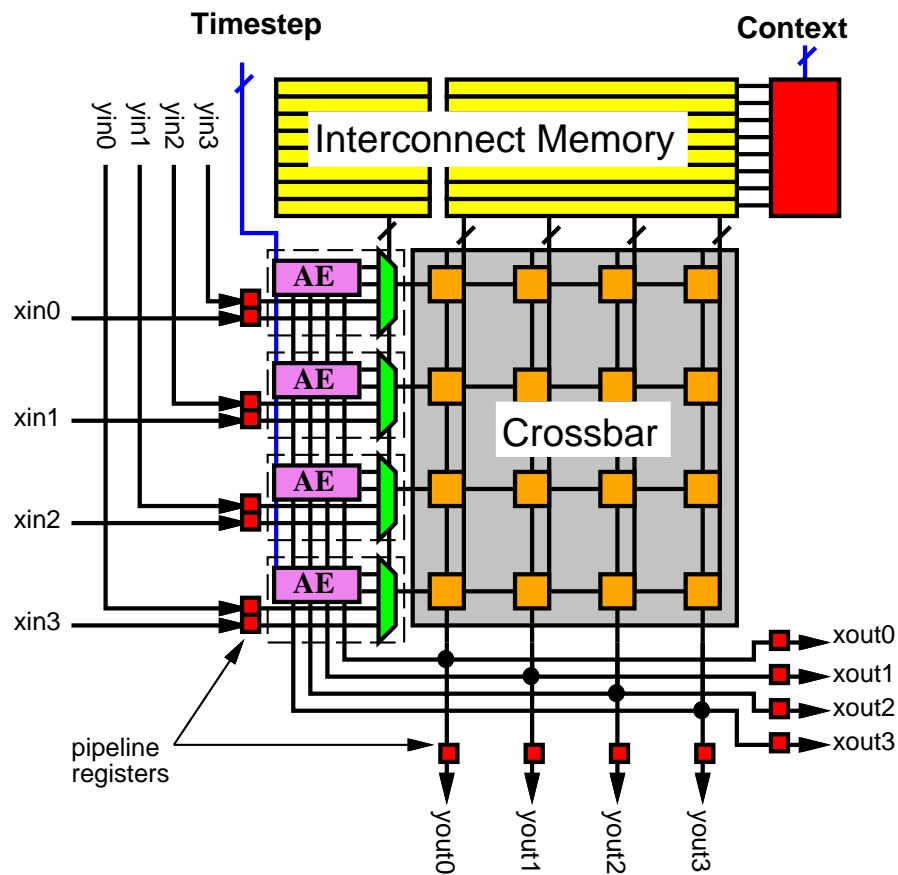 Timestep
Context
yin0
yin1
yin2
yin3
Interconnect Memory
AE
xin0
AE
xin1
Crossbar
AE
xin2
AE
xin3
xout0
xout1
xout2
xout3
pipeline
registers
yout0
yout1
yout2
yout3